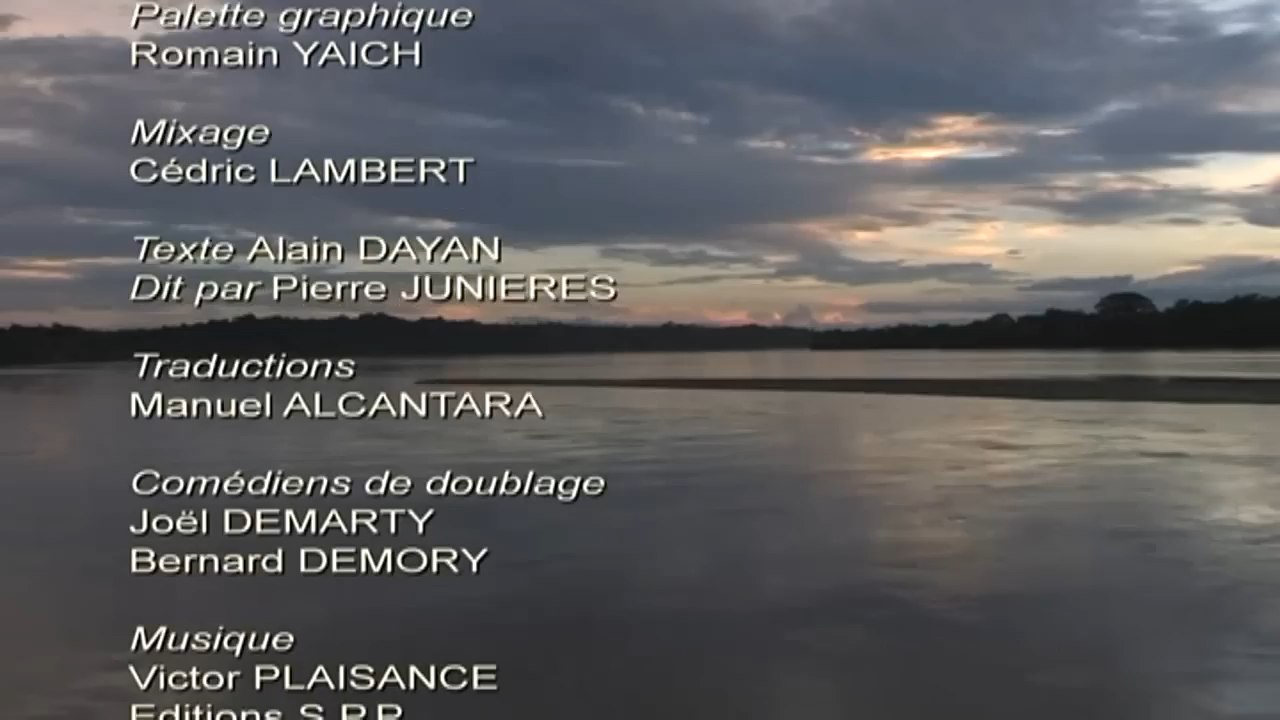 Palette graphique
Romain YAICH
Mixage
Cédric LAMBERT
Texte Alain DAYAN
Dit par Pierre JUNIERES
Traductions
Manuel ALCANTARA
Comédiens de doublage
Joël DEMARTY
Bernard DEMORY
Musique
Victor PLAISANCE
Editions